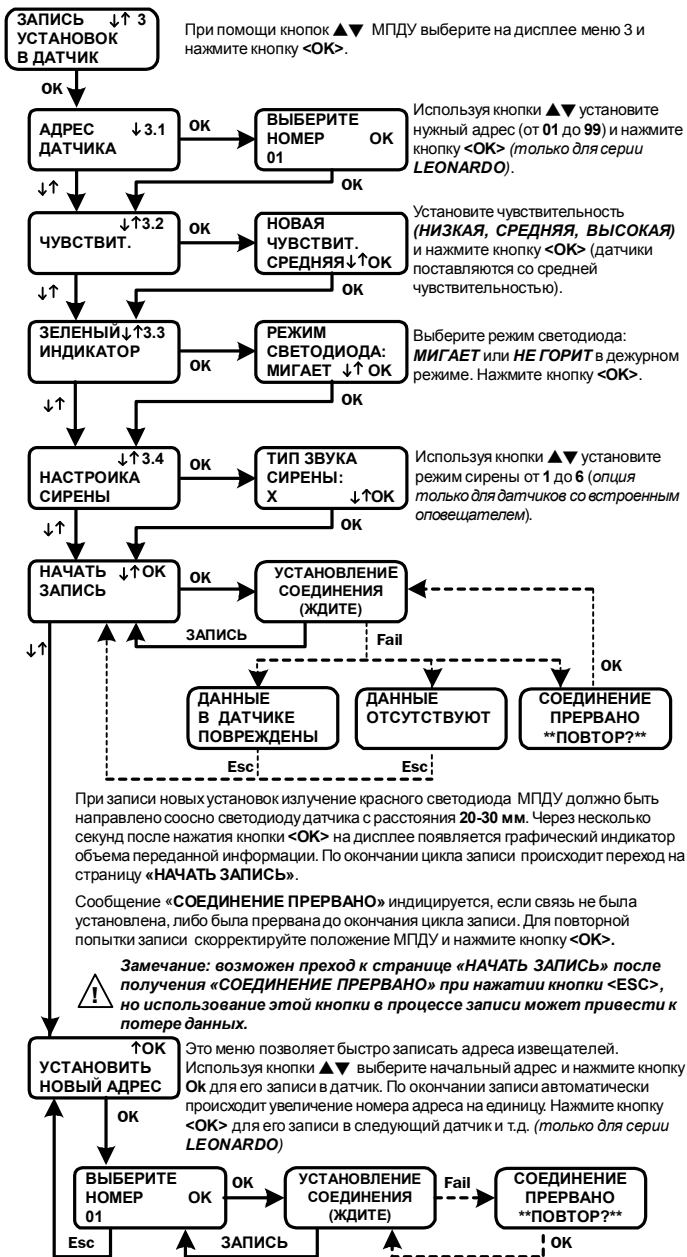 ЗАПИСЬ ↓↑ 3
УСТАНОВОК
В ДАТЧИК
При помощи кнопок ▲▼ МПДУ выберите на дисплее меню 3 и
нажмите кнопку <OK>.
OK
АДРЕС ↓3.1
ДАТЧИКА
OK
ВЫБЕРИТЕ
НОМЕР OK
01
Используя кнопки ▲▼ установите
нужный адрес (от 01 до 99) и нажмите
кнопку <OK> (только для серии
LEONARDO).
↓↑
OK
↓↑3.2
ЧУВСТВИТ.
OK
НОВАЯ
ЧУВСТВИТ.
СРЕДНЯЯ↓↑OK
Установите чувствительность
(НИЗКАЯ, СРЕДНЯЯ, ВЫСОКАЯ)
и нажмите кнопку <OK> (датчики
поставляются со средней
чувствительностью).
↓↑
OK
ЗЕЛЕНЫЙ↓↑3.3
ИНДИКАТОР
OK
РЕЖИМ
СВЕТОДИОДА:
МИГАЕТ ↓↑ OK
Выберите режим светодиода:
МИГАЕТ или НЕ ГОРИТ в дежурном
режиме. Нажмите кнопку <OK>.
↓↑
OK
↓↑3.4
НАСТРОИКА
СИРЕНЫ
OK
ТИП ЗВУКА
СИРЕНЫ:
X ↓↑OK
Используя кнопки ▲▼ установите
режим сирены от 1 до 6 (опция
только для датчиков со встроенным
оповещателем).
↓↑
OK
НАЧАТЬ ↓↑OK
ЗАПИСЬ
OK
УСТАНОВЛЕНИЕ
СОЕДИНЕНИЯ
(ЖДИТЕ)
ЗАПИСЬ
Fail
↓↑
OK
ДАННЫЕ
В ДАТЧИКЕ
ПОВРЕЖДЕНЫ
ДАННЫЕ
ОТСУТСТВУЮТ
СОЕДИНЕНИЕ
ПРЕРВАНО
**ПОВТОР?**
Esc
Esc
При записи новых установок излучение красного светодиода МПДУ должно быть
направлено соосно светодиоду датчика с расстояния 20-30 мм. Через несколько
секунд после нажатия кнопки <OK> на дисплее появляется графический индикатор
объема переданной информации. По окончании цикла записи происходит переход на
страницу «НАЧАТЬ ЗАПИСЬ».
Сообщение «СОЕДИНЕНИЕ ПРЕРВАНО» индицируется, если связь не была
установлена, либо была прервана до окончания цикла записи. Для повторной
попытки записи скорректируйте положение МПДУ и нажмите кнопку <OK>.
Замечание: возможен преход к странице «НАЧАТЬ ЗАПИСЬ» после
получения «СОЕДИНЕНИЕ ПРЕРВАНО» при нажатии кнопки <ESC>,
но использование этой кнопки в процессе записи может привести к
потере данных.
!
↑OK
УСТАНОВИТЬ
НОВЫЙ АДРЕС
Это меню позволяет быстро записать адреса извещателей.
Используя кнопки ▲▼ выберите начальный адрес и нажмите кнопку
Ok для его записи в датчик. По окончании записи автоматически
происходит увеличение номера адреса на единицу. Нажмите кнопку
<OK> для его записи в следующий датчик и т.д. (только для серии
LEONARDO)
OK
ВЫБЕРИТЕ
НОМЕР OK
01
OK
УСТАНОВЛЕНИЕ
СОЕДИНЕНИЯ
(ЖДИТЕ)
Fail
СОЕДИНЕНИЕ
ПРЕРВАНО
**ПОВТОР?**
Esc
ЗАПИСЬ
OK